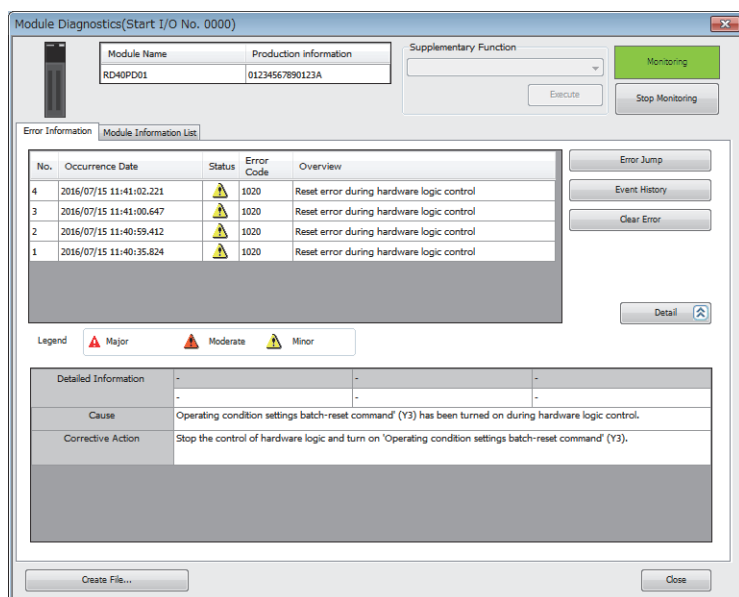 Module Diagnostics(Start I/O No. 0000)
Module Name Production information
RD40PD01 01234567890123A
Supplementary Function
Execute
Monitoring
Stop Monitoring
Error Information Module Information List
No. Occurrence Date Status Error Code Overview
4 2016/07/15 11:41:02.221 1020 Reset error during hardware logic control
3 2016/07/15 11:41:00.647 1020 Reset error during hardware logic control
2 2016/07/15 11:40:59.412 1020 Reset error during hardware logic control
1 2016/07/15 11:40:35.824 1020 Reset error during hardware logic control
Error Jump
Event History
Clear Error
Detail
Legend Major Moderate Minor
Detailed Information - - -
- - -
Cause Operating condition settings batch-reset command' (Y3) has been turned on during hardware logic control.
Corrective Action Stop the control of hardware logic and turn on 'Operating condition settings batch-reset command' (Y3).
Create File... Close